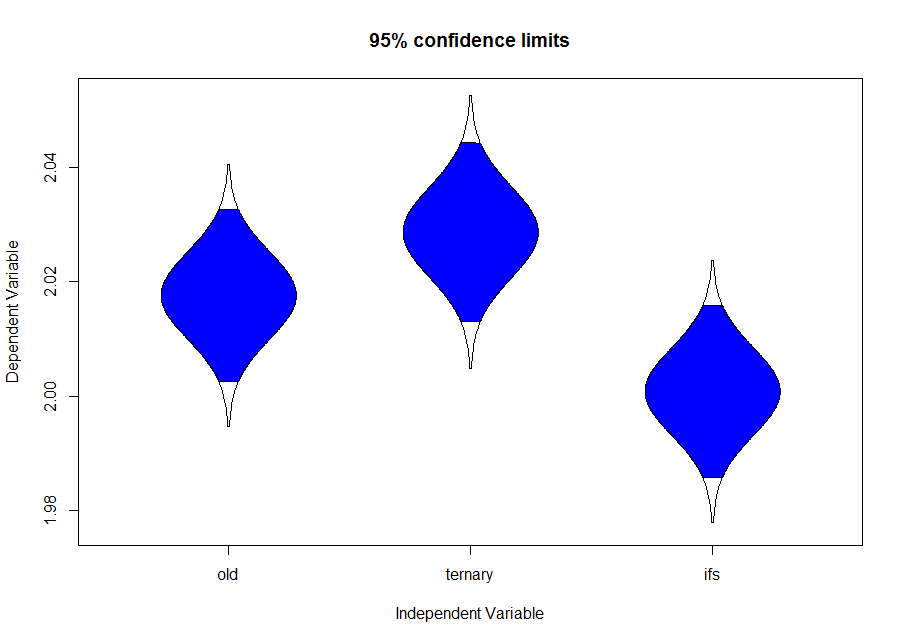 95% confidence limits
Dependent Variable
2.04
2.02
2.00
1.98
old
ternary
ifs
Independent Variable